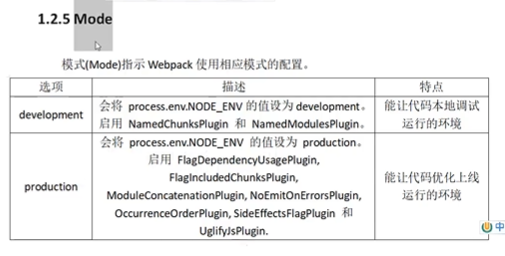 1.2.5 Mode
模式(Mode)指示 Webpack 使用相应模式的配置。
选项 描述 特点
development 会将 process.env.NODE_ENV 的值设为 development。 能让代码本地调试
启用 NamedChunksPlugin 和 NamedModulesPlugin。 运行的环境
会将 process.env.NODE_ENV 的值设为 production。
启用 FlagDependencyUsagePlugin,
FlagIncludedChunksPlugin,
production ModuleConcatenationPlugin, NoEmitOnErrorsPlugin, 能让代码优化上线
OccurrenceOrderPlugin, SideEffectsFlagPlugin 和 运行的环境
UglifyJsPlugin.
中